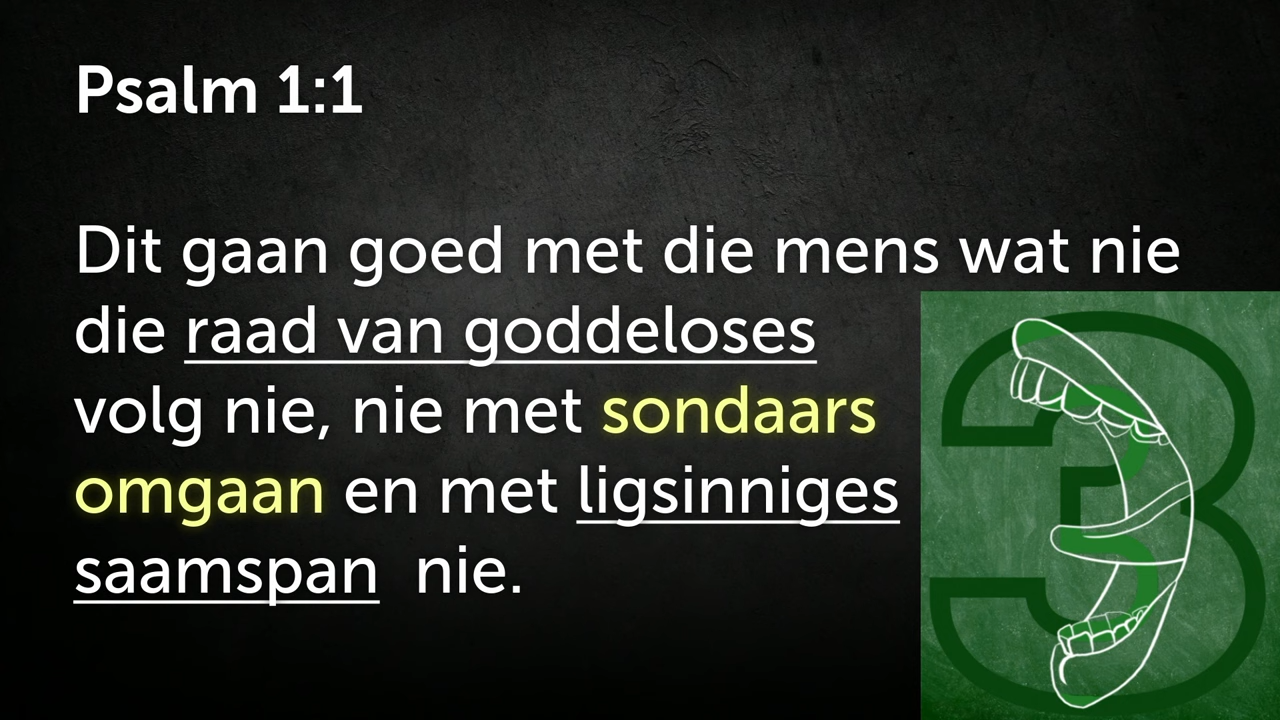 Psalm 1:1
Dit gaan goed met die mens wat nie
die raad van goddeloses
volg nie, nie met sondaars
omgaan en met ligsinniges
saamspan  nie.
3